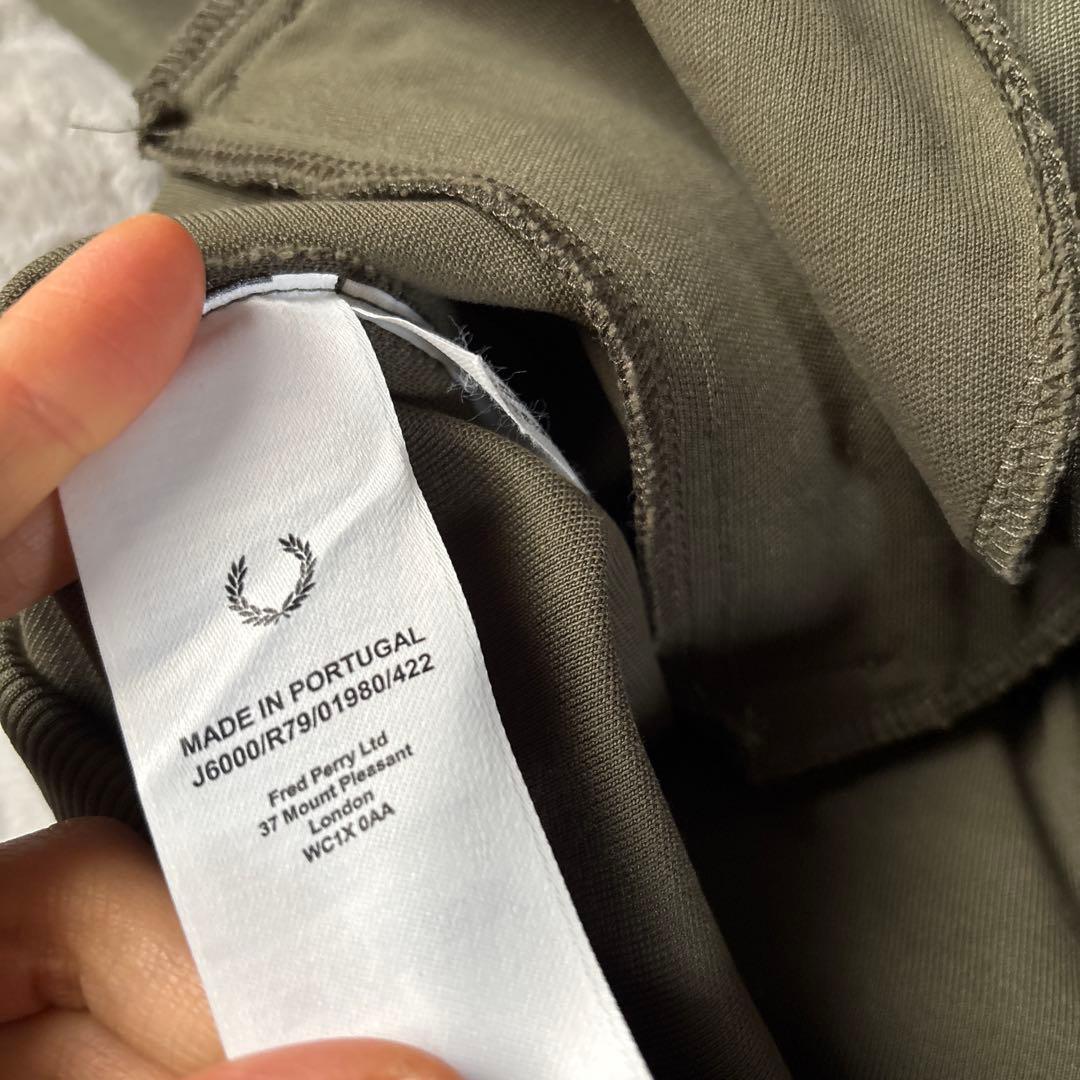 MADE IN PORTUGAL
J6000/R79/01980/422
Fred Perry Ltd
37 Mount Pleasant
London
WC1X 0AA